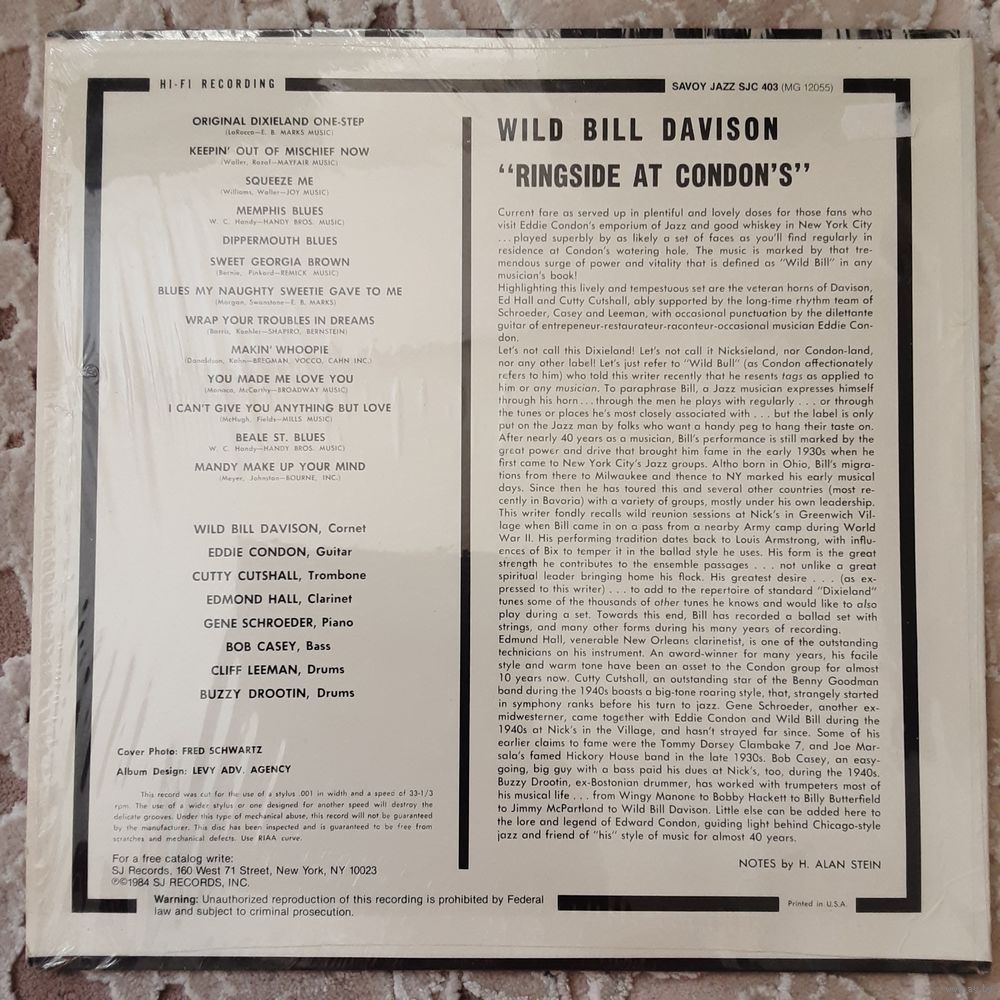 HI-FI RECORDING
SAVOY JAZZ SJC 403 (MG 12055)
ORIGINAL DIXIELAND ONE-STEP
(LaRocca—E. B. MARKS MUSIC)
KEEPIN' OUT OF MISCHIEF NOW
(Waller, Razaf—MAYFAIR MUSIC)
SQUEEZE ME
(Williams, Waller—JOY MUSIC)
MEMPHIS BLUES
W. C. Handy—HANDY BROS. MUSIC)
DIPPERMOUTH BLUES
SWEET GEORGIA BROWN
(Bernie, Pinkard—REMICK MUSIC)
BLUES MY NAUGHTY SWEETIE GAVE TO ME
(Morgan, Swanstone—E. B. MARKS)
WRAP YOUR TROUBLES IN DREAMS
(Barris, Koehler—SHAPIRO, BERNSTEIN)
MAKIN' WHOOPIE
(Donaldson, Kahn—BREGMAN, VOCCO, CAHN INC.)
YOU MADE ME LOVE YOU
(Monaco, McCarthy—BROADWAY MUSIC)
I CAN'T GIVE YOU ANYTHING BUT LOVE
(McHugh, Fields—MILLS MUSIC)
BEALE ST. BLUES
W. C. Handy—HANDY BROS. MUSIC)
MANDY MAKE UP YOUR MIND
(Meyer, Johnston—BOURNE, INC.)
WILD BILL DAVISON, Cornet
EDDIE CONDON, Guitar
CUTTY CUTSHALL, Trombone
EDMOND HALL, Clarinet
GENE SCHROEDER, Piano
BOB CASEY, Bass
CLIFF LEEMAN, Drums
BUZZY DROOTIN, Drums
Cover Photo: FRED SCHWARTZ
Album Design: LEVY ADV. AGENCY
This record was cut for the use of a stylus .001 in width and a speed of 33-1/3
rpm. The use of a wider stylus or one designed for another speed will destroy the
delicate grooves. Under this type of mechanical abuse, this record will not be guaranteed
by the manufacturer. This disc has been inspected and is guaranteed to be free from
scratches and mechanical defects. Use RIAA curve.
For a free catalog write:
SJ Records, 160 West 71 Street, New York, NY 10023
℗©1984 SJ RECORDS, INC.
Warning: Unauthorized reproduction of this recording is prohibited by Federal
law and subject to criminal prosecution.
WILD BILL DAVISON
"RINGSIDE AT CONDON'S"
Current fare as served up in plentiful and lovely doses for those fans who
visit Eddie Condon's emporium of Jazz and good whiskey in New York City
. . . played superbly by as likely a set of faces as you'll find regularly in
residence at Condon's watering hole. The music is marked by that tre-
mendous surge of power and vitality that is defined as "Wild Bill" in any
musician's book!
Highlighting this lively and tempestuous set are the veteran horns of Davison,
Ed Hall and Cutty Cutshall, ably supported by the long-time rhythm team of
Schroeder, Casey and Leeman, with occasional punctuation by the dilettante
guitar of entrepeneur-restaurateur-raconteur-occasional musician Eddie Con-
don.
Let's not call this Dixieland! Let's not call it Nicksieland, nor Condon-land,
nor any other label! Let's just refer to "Wild Bull" (as Condon affectionately
refers to him) who told this writer recently that he resents tags as applied to
him or any musician. To paraphrase Bill, a Jazz musician expresses himself
through his horn . . . through the men he plays with regularly . . . or through
the tunes or places he's most closely associated with . . . but the label is only
put on the Jazz man by folks who want a handy peg to hang their taste on.
After nearly 40 years as a musician, Bill's performance is still marked by the
great power and drive that brought him fame in the early 1930s when he
first came to New York City's Jazz groups. Altho born in Ohio, Bill's migra-
tions from there to Milwaukee and thence to NY marked his early musical
days. Since then he has toured this and several other countries (most re-
cently in Bavaria) with a variety of groups, mostly under his own leadership.
This writer fondly recalls wild reunion sessions at Nick's in Greenwich Vil-
lage when Bill came in on a pass from a nearby Army camp during World
War II. His performing tradition dates back to Louis Armstrong, with influ-
ences of Bix to temper it in the ballad style he uses. His form is the great
strength he contributes to the ensemble passages . . . not unlike a great
spiritual leader bringing home his flock. His greatest desire . . . (as ex-
pressed to this writer) . . . to add to the repertoire of standard "Dixieland"
tunes some of the thousands of other tunes he knows and would like to also
play during a set. Towards this end, Bill has recorded a ballad set with
strings, and many other forms during his many years of recording.
Edmund Hall, venerable New Orleans clarinetist, is one of the outstanding
technicians on his instrument. An award-winner for many years, his facile
style and warm tone have been an asset to the Condon group for almost
10 years now. Cutty Cutshall, an outstanding star of the Benny Goodman
band during the 1940s boasts a big-tone roaring style, that, strangely started
in symphony ranks before his turn to jazz. Gene Schroeder, another ex-
midwesterner, came together with Eddie Condon and Wild Bill during the
1940s at Nick's in the Village, and hasn't strayed far since. Some of his
earlier claims to fame were the Tommy Dorsey Clambake 7, and Joe Mar-
sala's famed Hickory House band in the late 1930s. Bob Casey, an easy-
going, big guy with a bass paid his dues at Nick's, too, during the 1940s.
Buzzy Drootin, ex-Bostonian drummer, has worked with trumpeters most of
his musical life . . . from Wingy Manone to Bobby Hackett to Billy Butterfield
to Jimmy McPartland to Wild Bill Davison. Little else can be added here to
the lore and legend of Edward Condon, guiding light behind Chicago-style
jazz and friend of "his" style of music for almost 40 years.
NOTES by H. ALAN STEIN
Printed in U.S.A.